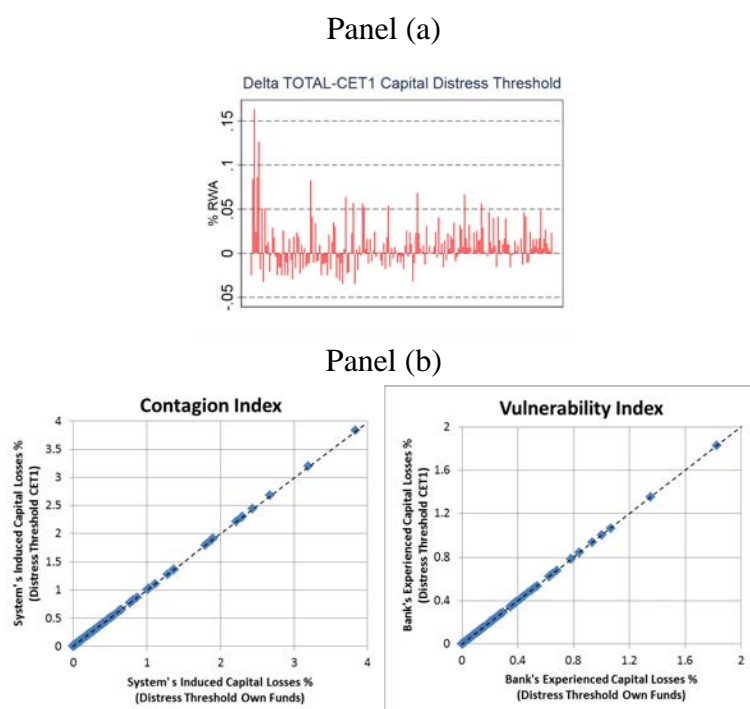 Panel (a)
Delta TOTAL-CET1 Capital Distress Threshold
% RWA
.15
.1
.05
0
-.05
Panel (b)
Contagion Index
System's Induced Capital Losses %
(Distress Threshold CET1)
4
3.5
3
2.5
2
1.5
1
0.5
0
0 1 2 3 4
System's Induced Capital Losses %
(Distress Threshold Own Funds)
Vulnerability Index
Bank's Experienced Capital Losses %
(Distress Threshold CET1)
2
1.6
1.2
0.8
0.4
0
0 0.4 0.8 1.2 1.6 2
Bank's Experienced Capital Losses %
(Distress Threshold Own Funds)